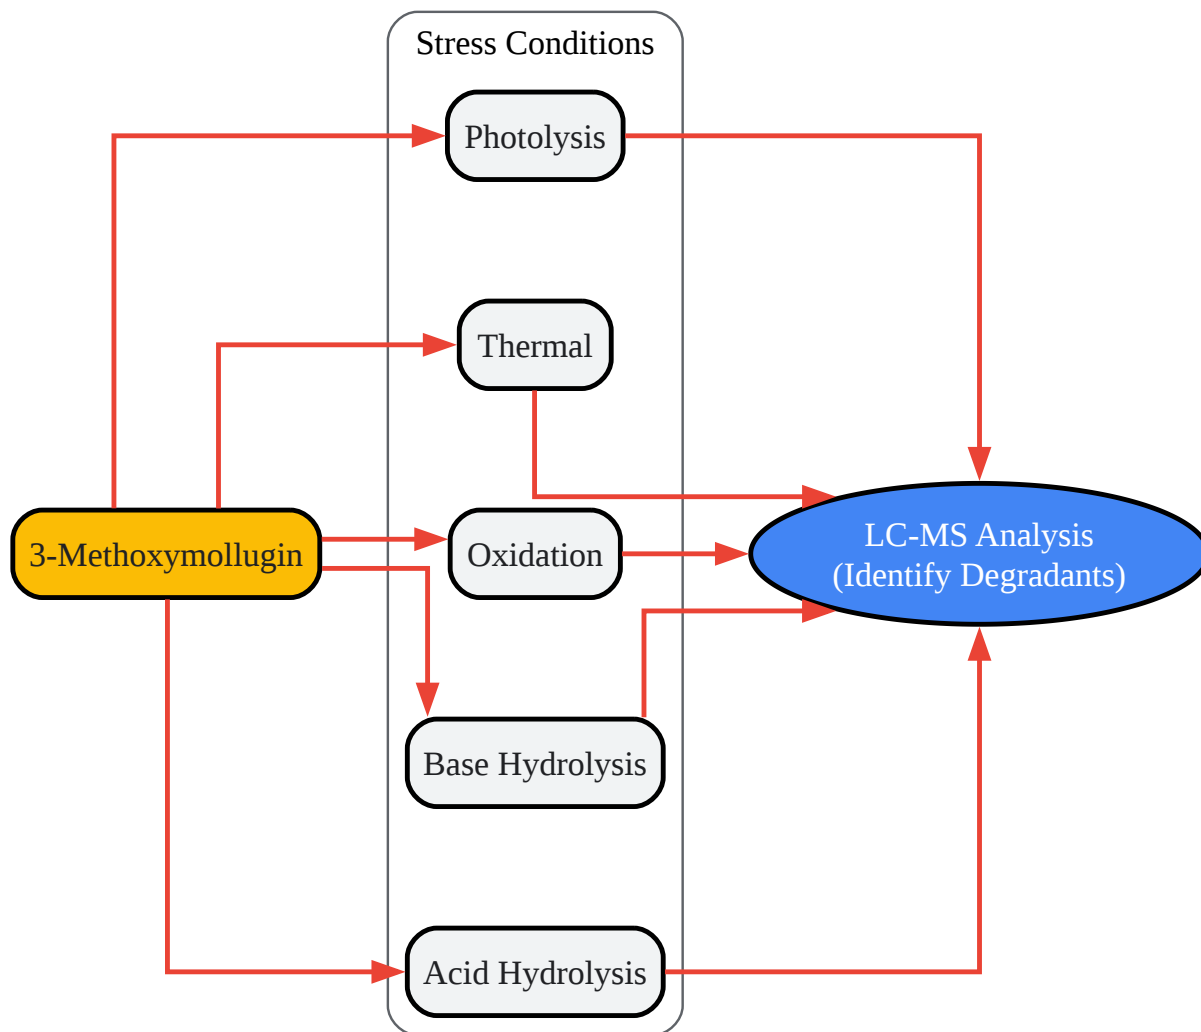 Stress Conditions
Photolysis
Thermal
3-Methoxymollugin
Oxidation
LC-MS Analysis
(Identify Degradants)
Base Hydrolysis
Acid Hydrolysis